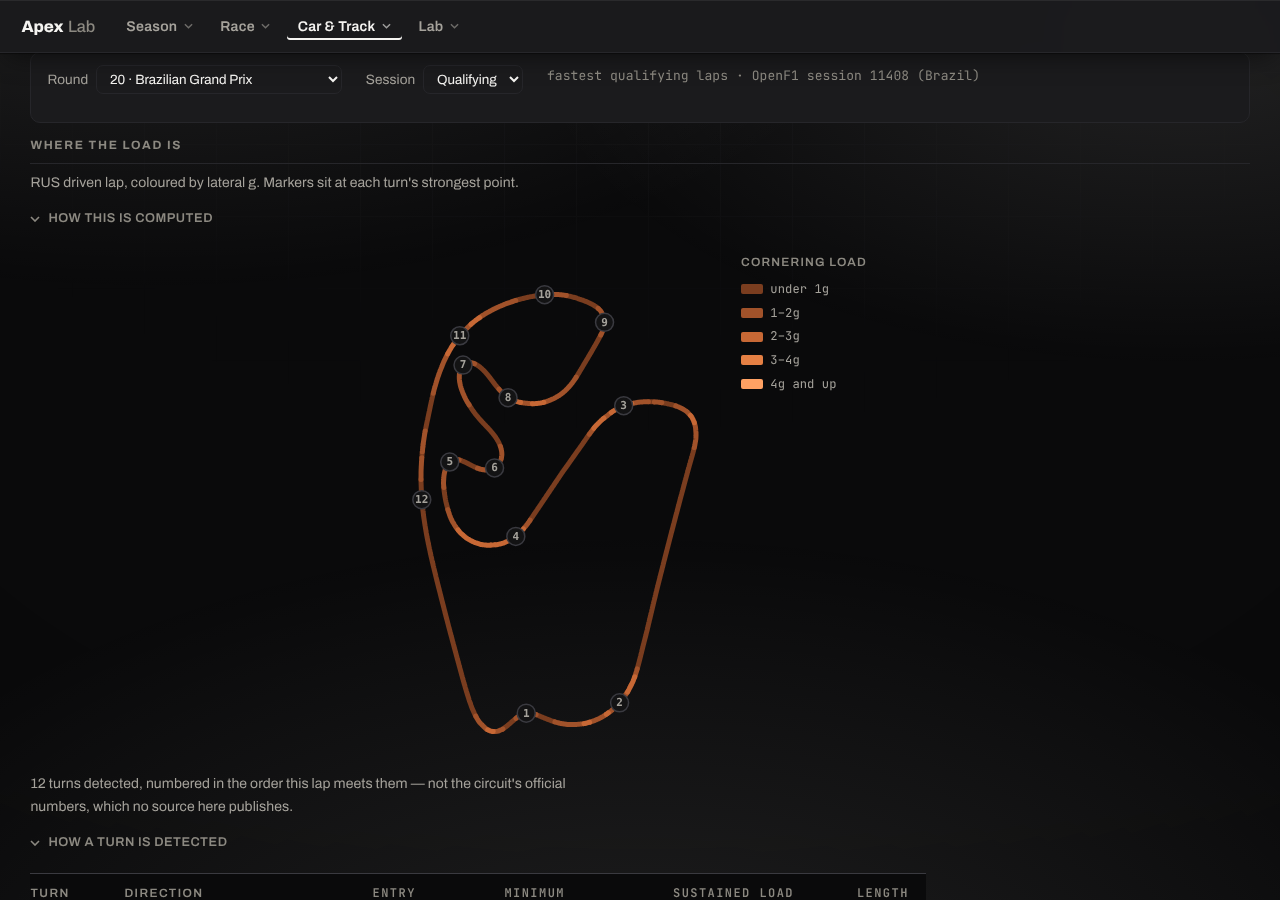 Apex Lab Season Race Car & Track Lab
Round 20 · Brazilian Grand Prix Session Qualifying fastest qualifying laps · OpenF1 session 11408 (Brazil)
WHERE THE LOAD IS
RUS driven lap, coloured by lateral g. Markers sit at each turn's strongest point.
HOW THIS IS COMPUTED
CORNERING LOAD
under 1g
1–2g
2–3g
3–4g
4g and up
10
9
11
7
8
3
5
6
12
4
2
1
12 turns detected, numbered in the order this lap meets them — not the circuit's official
numbers, which no source here publishes.
HOW A TURN IS DETECTED
TURN DIRECTION ENTRY MINIMUM SUSTAINED LOAD LENGTH